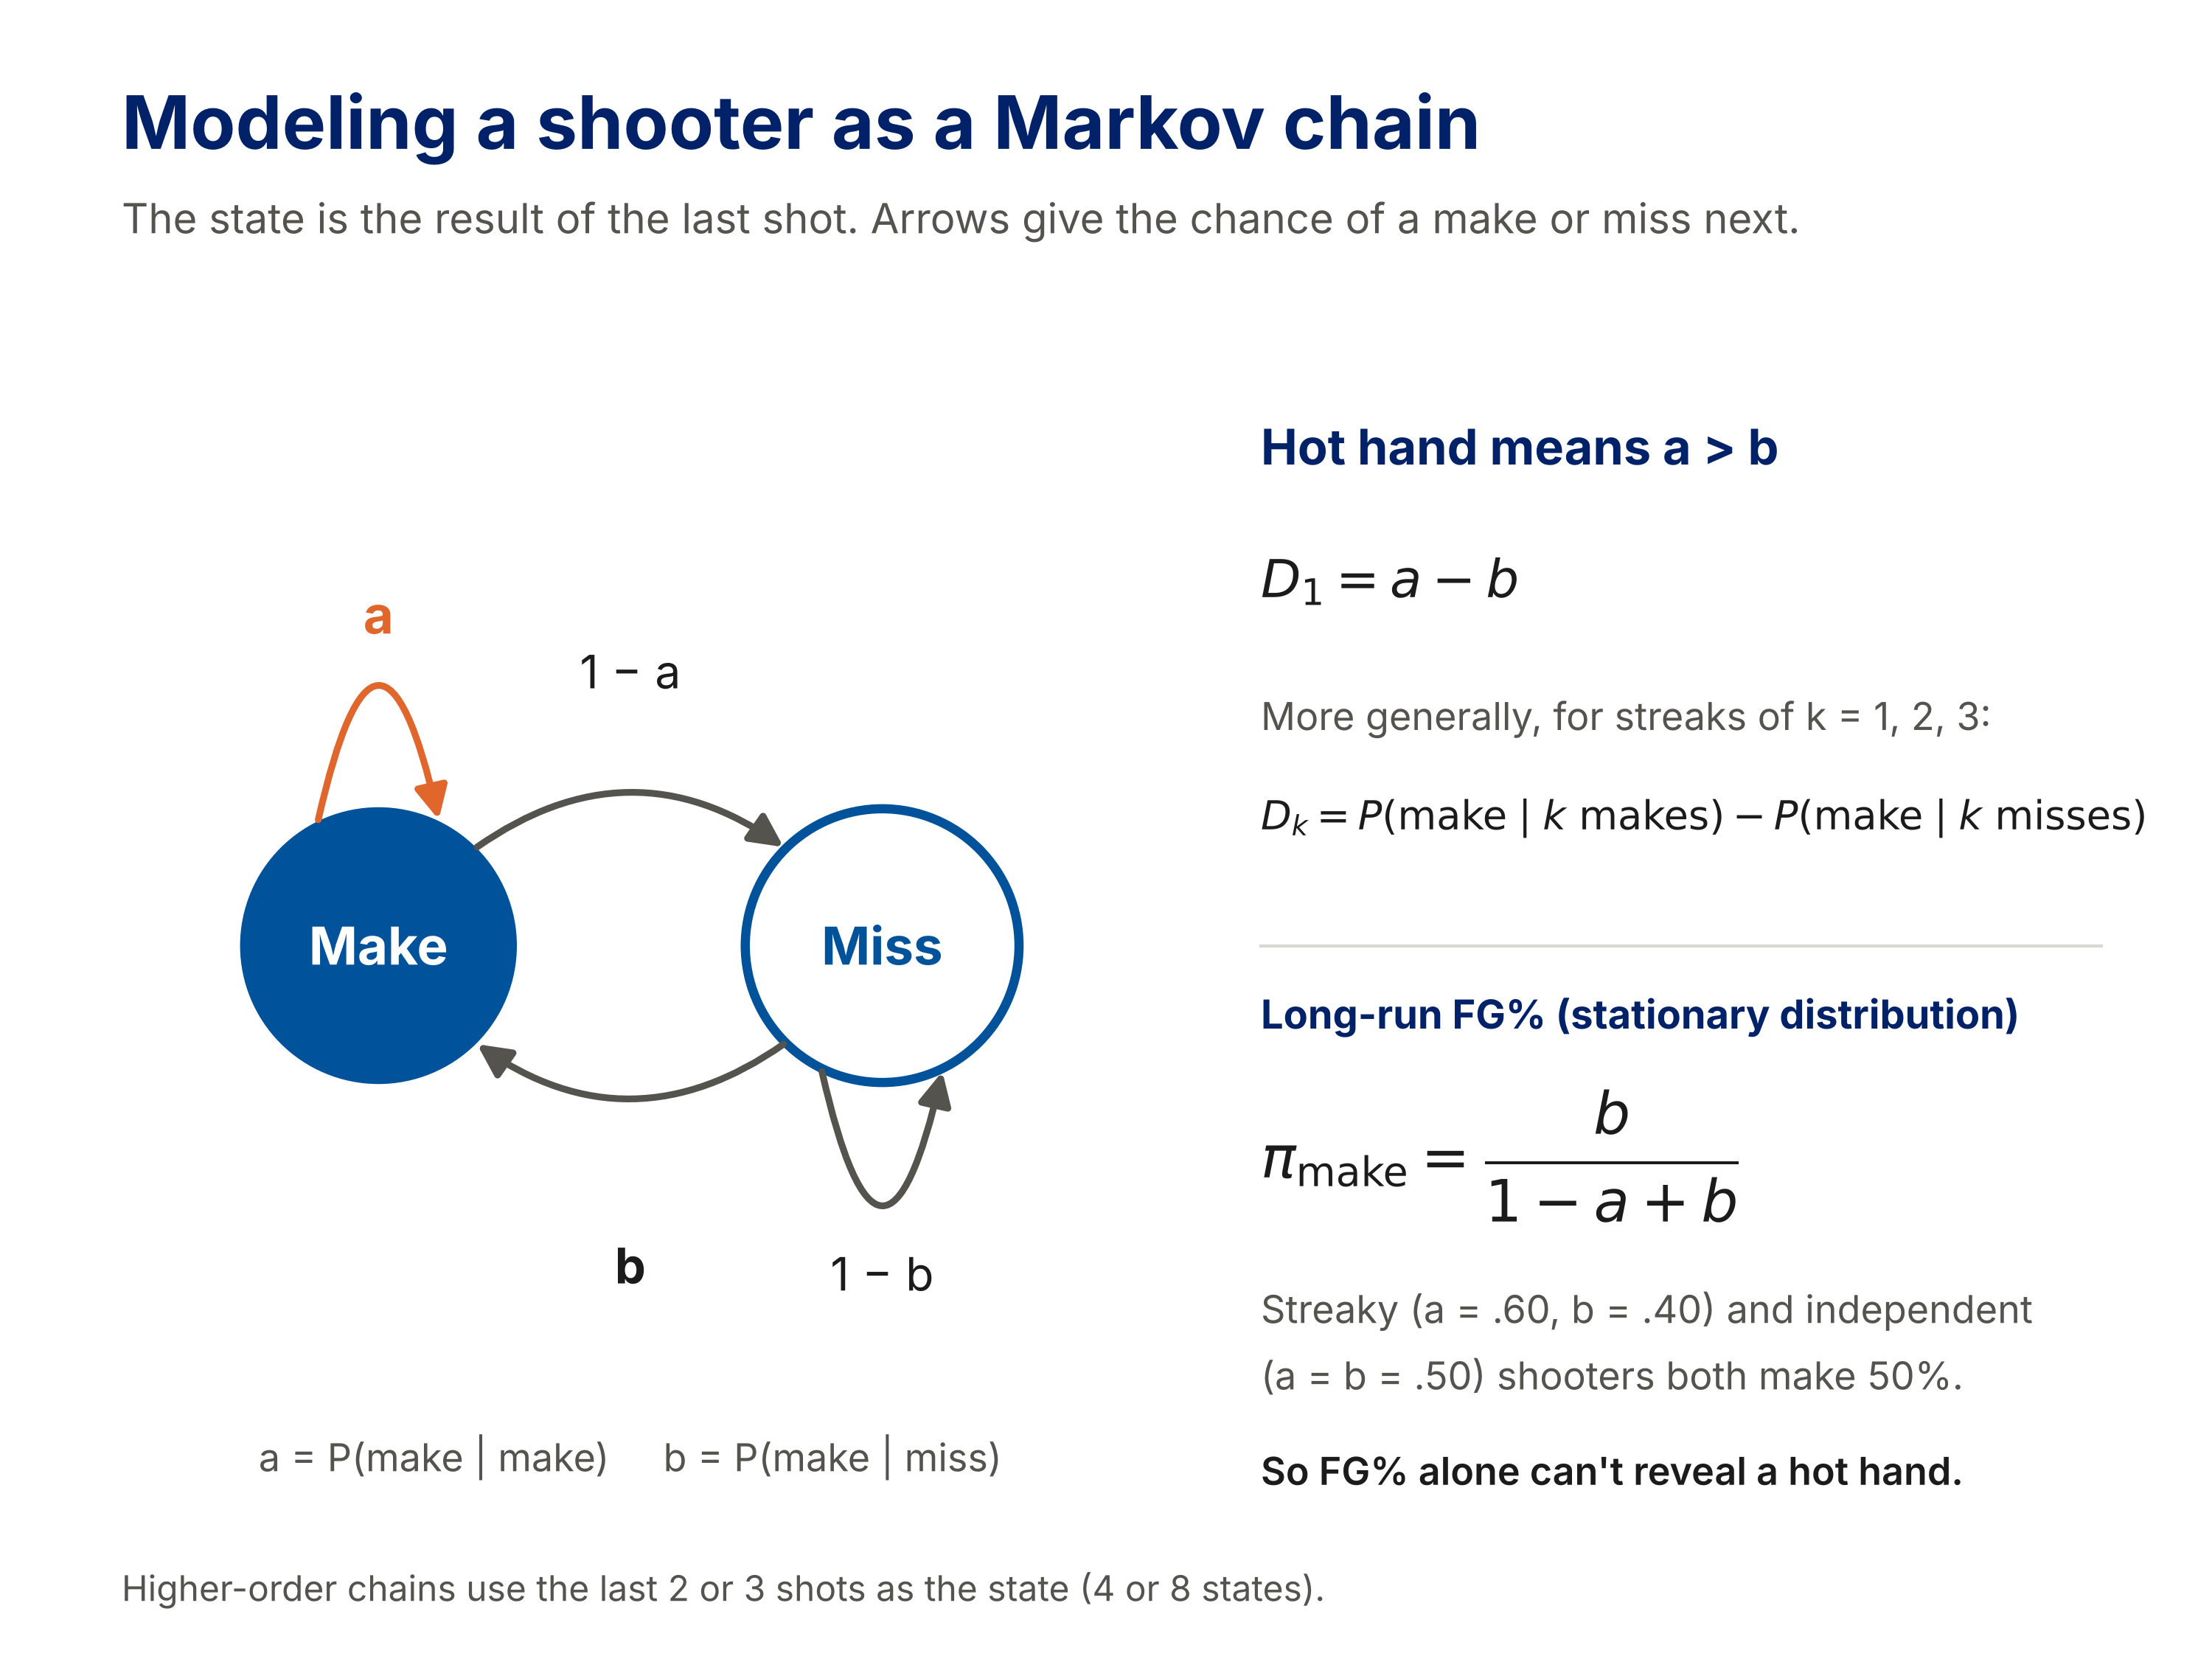 Modeling a shooter as a Markov chain
The state is the result of the last shot. Arrows give the chance of a make or miss next.
a
1 − a
Make
Miss
b
1 − b
a = P(make | make)
b = P(make | miss)
Hot hand means a > b
D₁ = a − b
More generally, for streaks of k = 1, 2, 3:
Dₖ = P(make | k makes) − P(make | k misses)
Long-run FG% (stationary distribution)
π_make = b / (1 − a + b)
Streaky (a = .60, b = .40) and independent
(a = b = .50) shooters both make 50%.
So FG% alone can't reveal a hot hand.
Higher-order chains use the last 2 or 3 shots as the state (4 or 8 states).